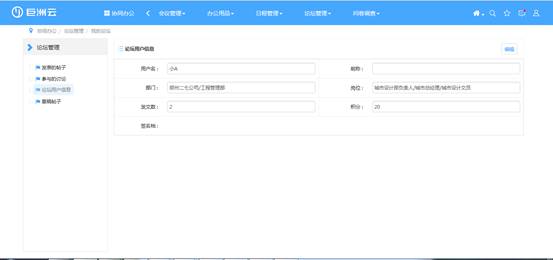 巨洲云 协同办公 会议管理 办公用品 日程管理 论坛管理 问卷调查
协同办公 / 论坛管理 / 我的论坛
论坛管理
发表的帖子
参与的讨论
论坛用户信息
草稿帖子
论坛用户信息 编辑
用户名： 小A 昵称：
部门： 郑州二七公司/工程管理部 岗位： 城市设计部负责人/城市总经理/城市设计文员
发文数： 2 积分： 20
签名档：